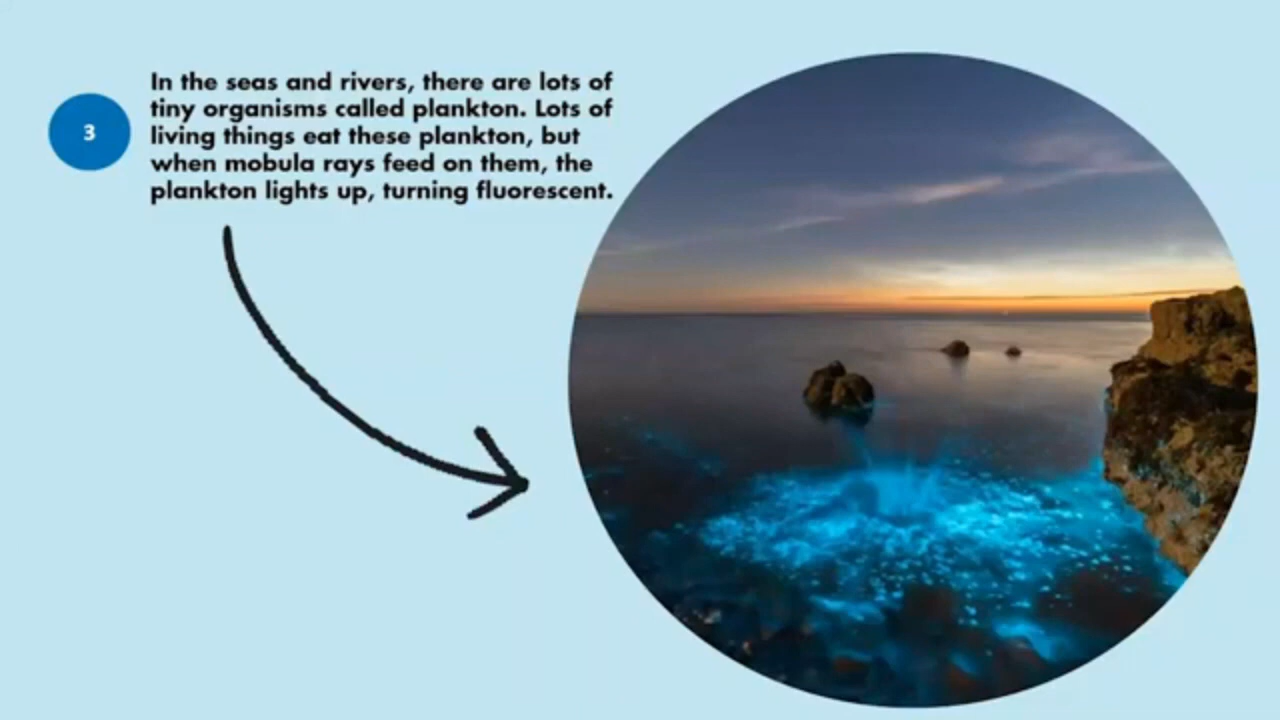 3
In the seas and rivers, there are lots of
tiny organisms called plankton. Lots of
living things eat these plankton, but
when mobula rays feed on them, the
plankton lights up, turning fluorescent.